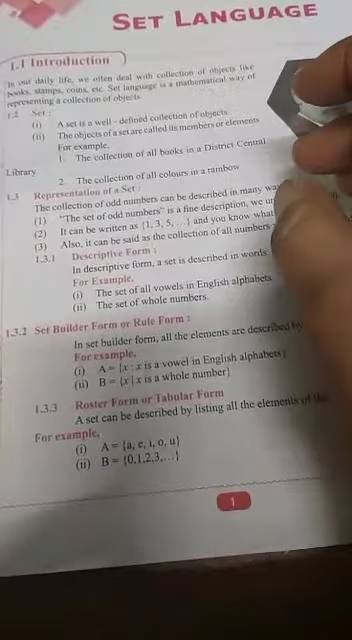 SET LANGUAGE
1.1 Introduction
In our daily life, we often deal with collection of objects like
books, stamps, coins, etc. Set language is a mathematical way of
representing a collection of objects.
1.2 Set :
(i) A set is a well - defined collection of objects.
(ii) The objects of a set are called its members or elements
For example,
1. The collection of all books in a District Central
Library.
2. The collection of all colours in a rainbow
1.3 Representation of a Set :
The collection of odd numbers can be described in many ways
(1) "The set of odd numbers" is a fine description, we
(2) It can be written as {1, 3, 5, ...} and you know what
(3) Also, it can be said as the collection of all numbers
1.3.1 Descriptive Form :
In descriptive form, a set is described in words
For Example,
(i) The set of all vowels in English alphabets
(ii) The set of whole numbers.
1.3.2 Set Builder Form or Rule Form :
In set builder form, all the elements are described by
For example,
(i) A = {x : x is a vowel in English alphabets}
(ii) B = {x | x is a whole number}
1.3.3 Roster Form or Tabular Form
A set can be described by listing all the elements of the
For example,
(i) A = {a, e, i, o, u}
(ii) B = {0,1,2,3,...}
1